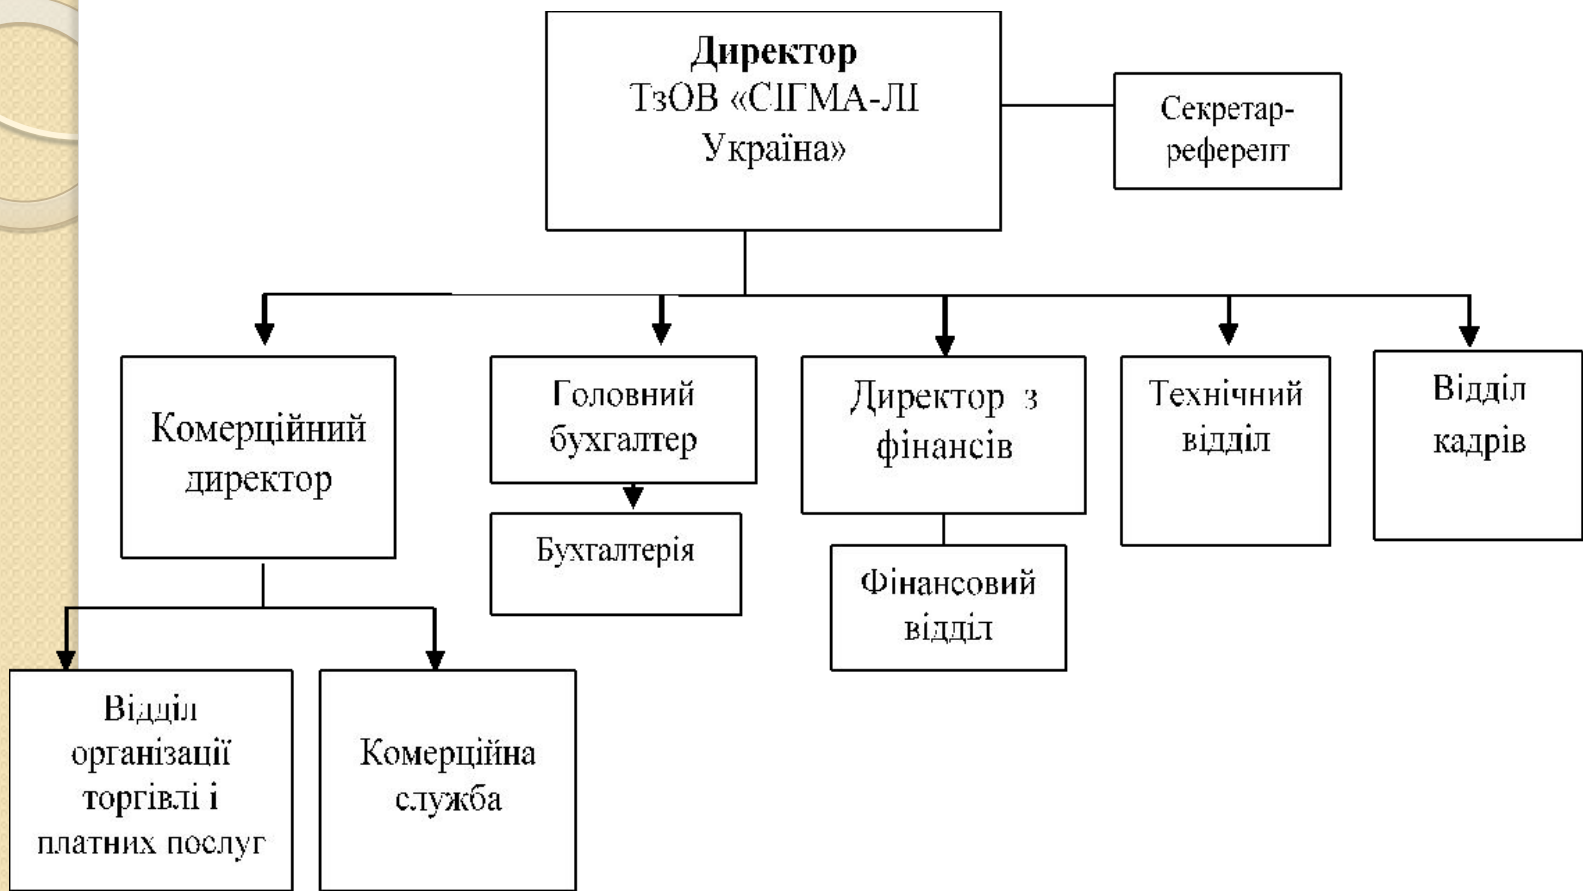 Директор
ТзОВ «СІГМА-ЛІ
Україна»
Секретар-
референт
Комерційний
директор
Головний
бухгалтер
Директор з
фінансів
Технічний
відділ
Відділ
кадрів
Бухгалтерія
Фінансовий
відділ
Відділ
організації
торгівлі і
платних послуг
Комерційна
служба